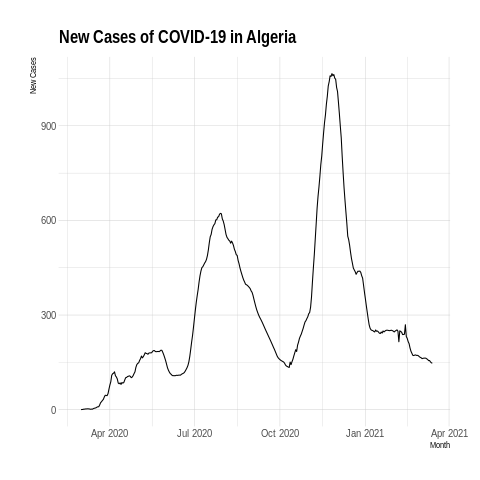 New Cases of COVID-19 in Algeria
New Cases
900
600
300
0
Apr 2020 Jul 2020 Oct 2020 Jan 2021 Apr 2021
Month